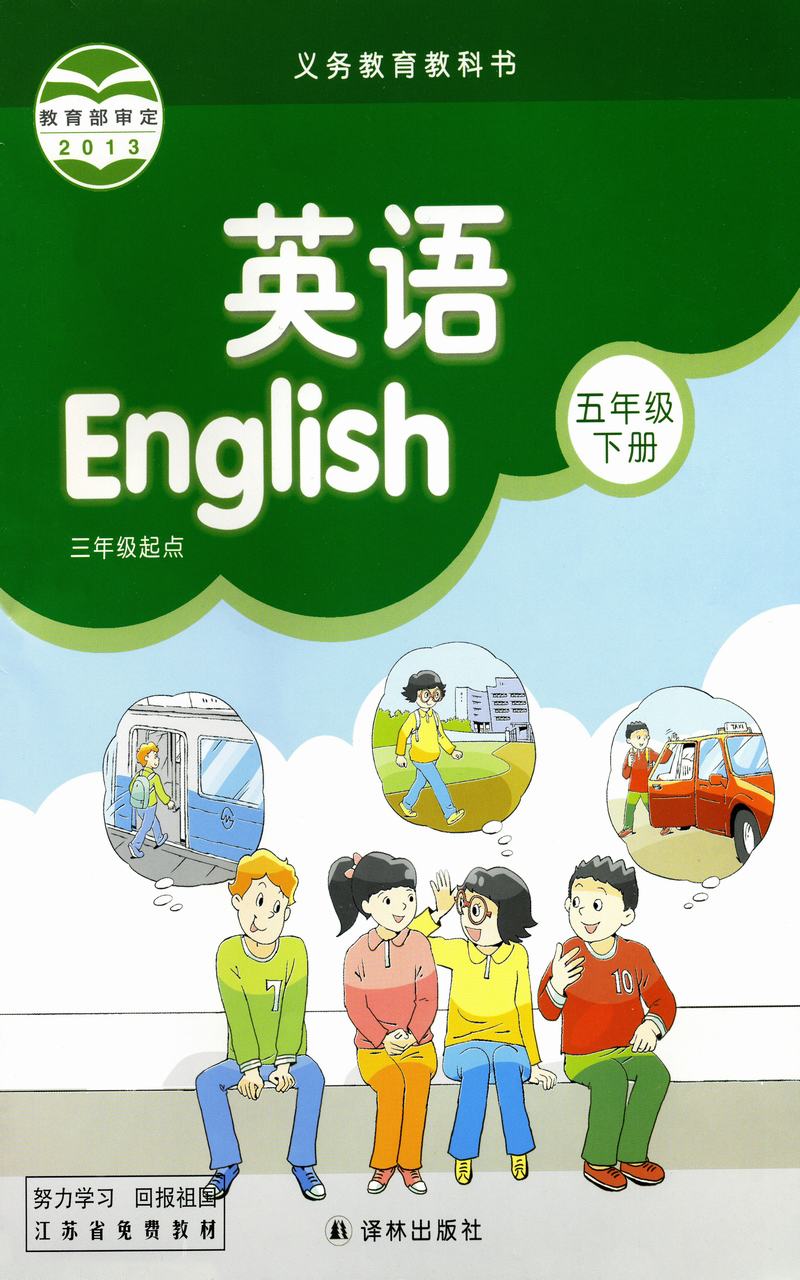 义务教育教科书
教育部审定
2013
英语
English
五年级
下册
三年级起点
TAXI
7
10
努力学习 回报祖国
江苏省免费教材
译林出版社